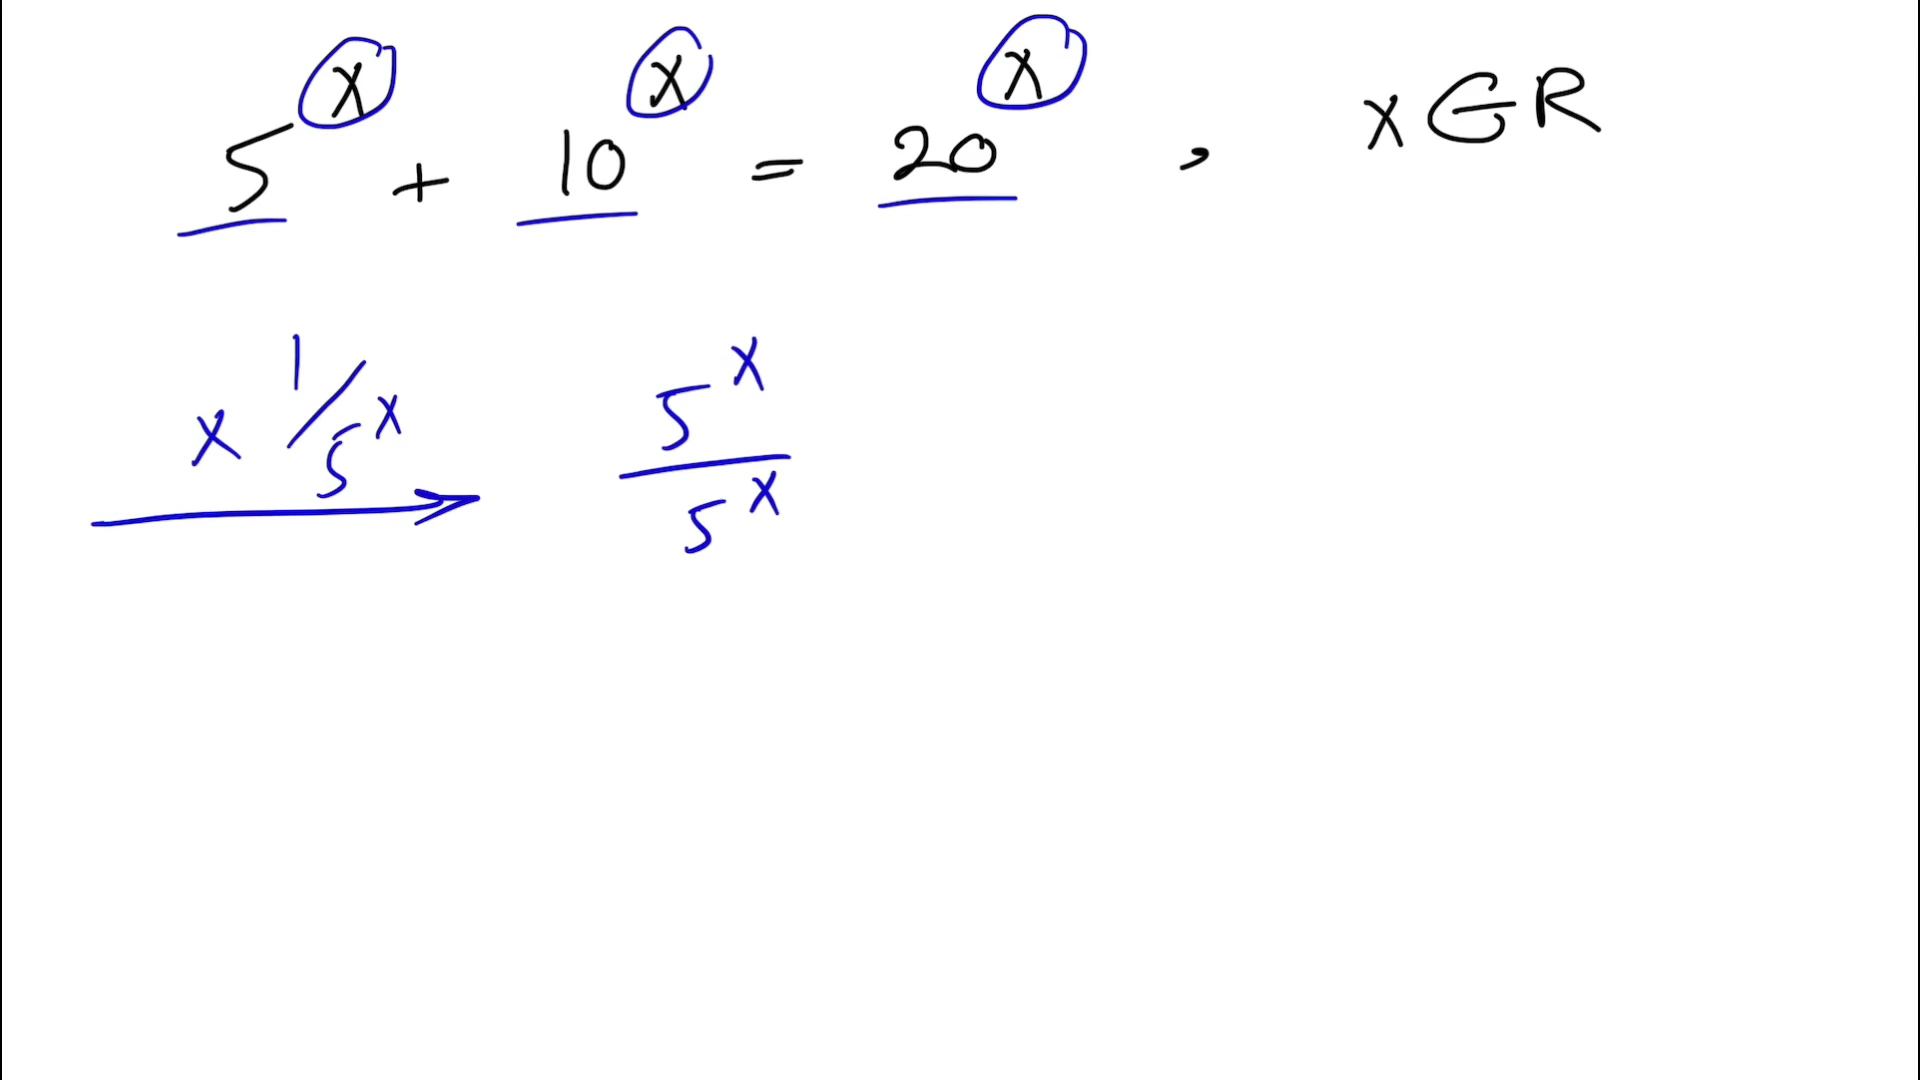 5^x + 10^x = 20^x , x ∈ R
x 1/5^x 5^x/5^x